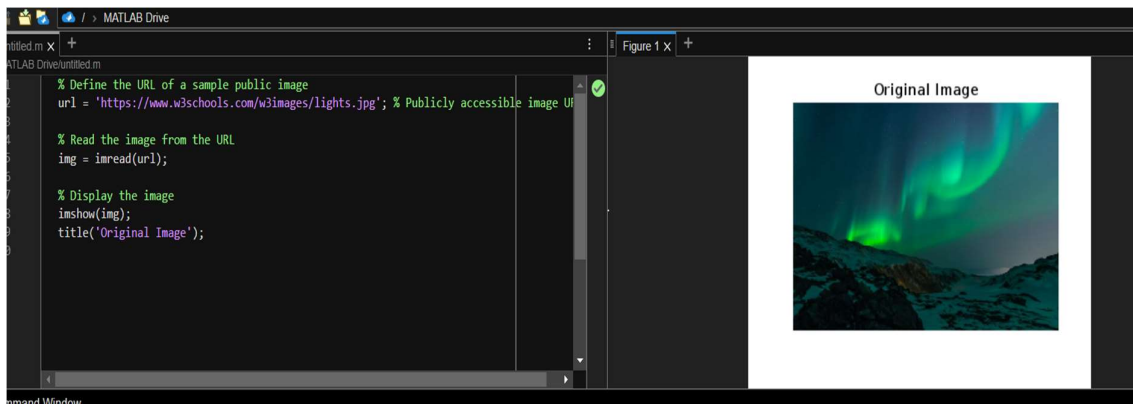 / > MATLAB Drive
ntitled.m x +
Figure 1 x +
ATLAB Drive/untitled.m
% Define the URL of a sample public image
url = 'https://www.w3schools.com/w3images/lights.jpg'; % Publicly accessible image UR
% Read the image from the URL
img = imread(url);
% Display the image
imshow(img);
title('Original Image');
Original Image
mmand Window